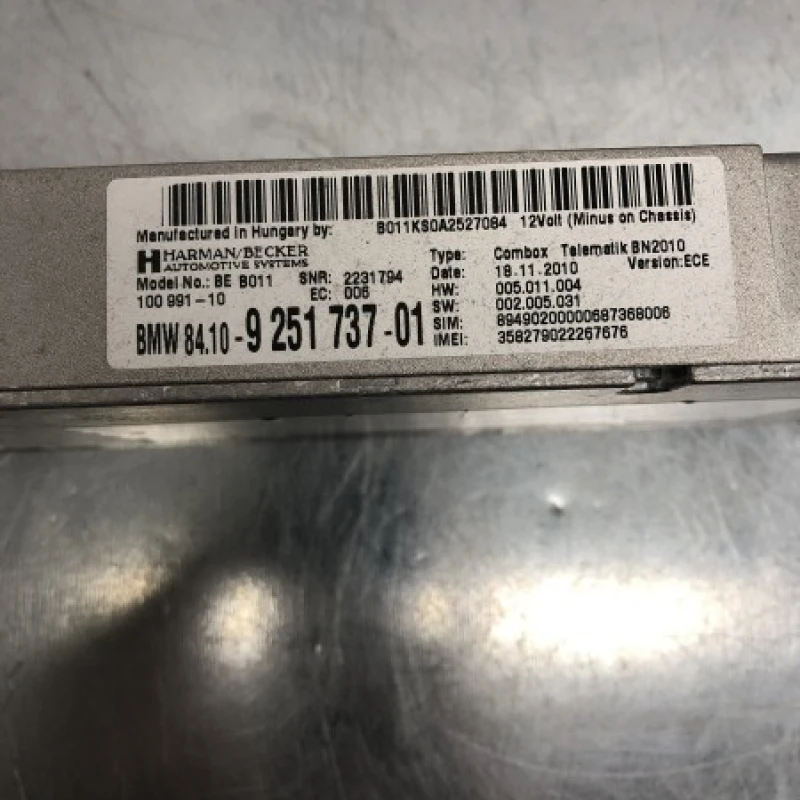 Manufactured in Hungary by: B011KS0A2527084 12Volt (Minus on Chassis)
HARMAN/BECKER
AUTOMOTIVE SYSTEMS
Model No.: BE B011 SNR: 2231794
100 991-10 EC: 006
BMW 84.10 - 9 251 737 - 01
Type: Combox Telematik BN2010
Date: 18.11.2010 Version:ECE
HW: 005.011.004
SW: 002.005.031
SIM: 89490200000687368006
IMEI: 358279022267676